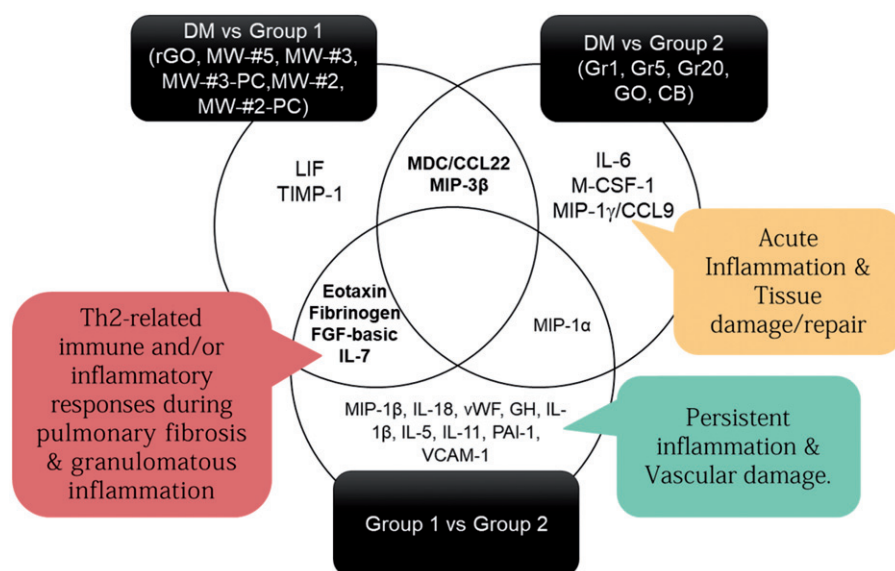 DM vs Group 1
(rGO, MW-#5, MW-#3,
MW-#3-PC,MW-#2,
MW-#2-PC)
DM vs Group 2
(Gr1, Gr5, Gr20,
GO, CB)
LIF
TIMP-1
MDC/CCL22
MIP-3β
IL-6
M-CSF-1
MIP-1γ/CCL9
Acute
Inflammation &
Tissue
damage/repair
Eotaxin
Fibrinogen
FGF-basic
IL-7
Th2-related
immune and/or
inflammatory
responses during
pulmonary fibrosis
& granulomatous
inflammation
MIP-1α
MIP-1β, IL-18, vWF, GH, IL-
1β, IL-5, IL-11, PAI-1,
VCAM-1
Persistent
inflammation &
Vascular damage.
Group 1 vs Group 2